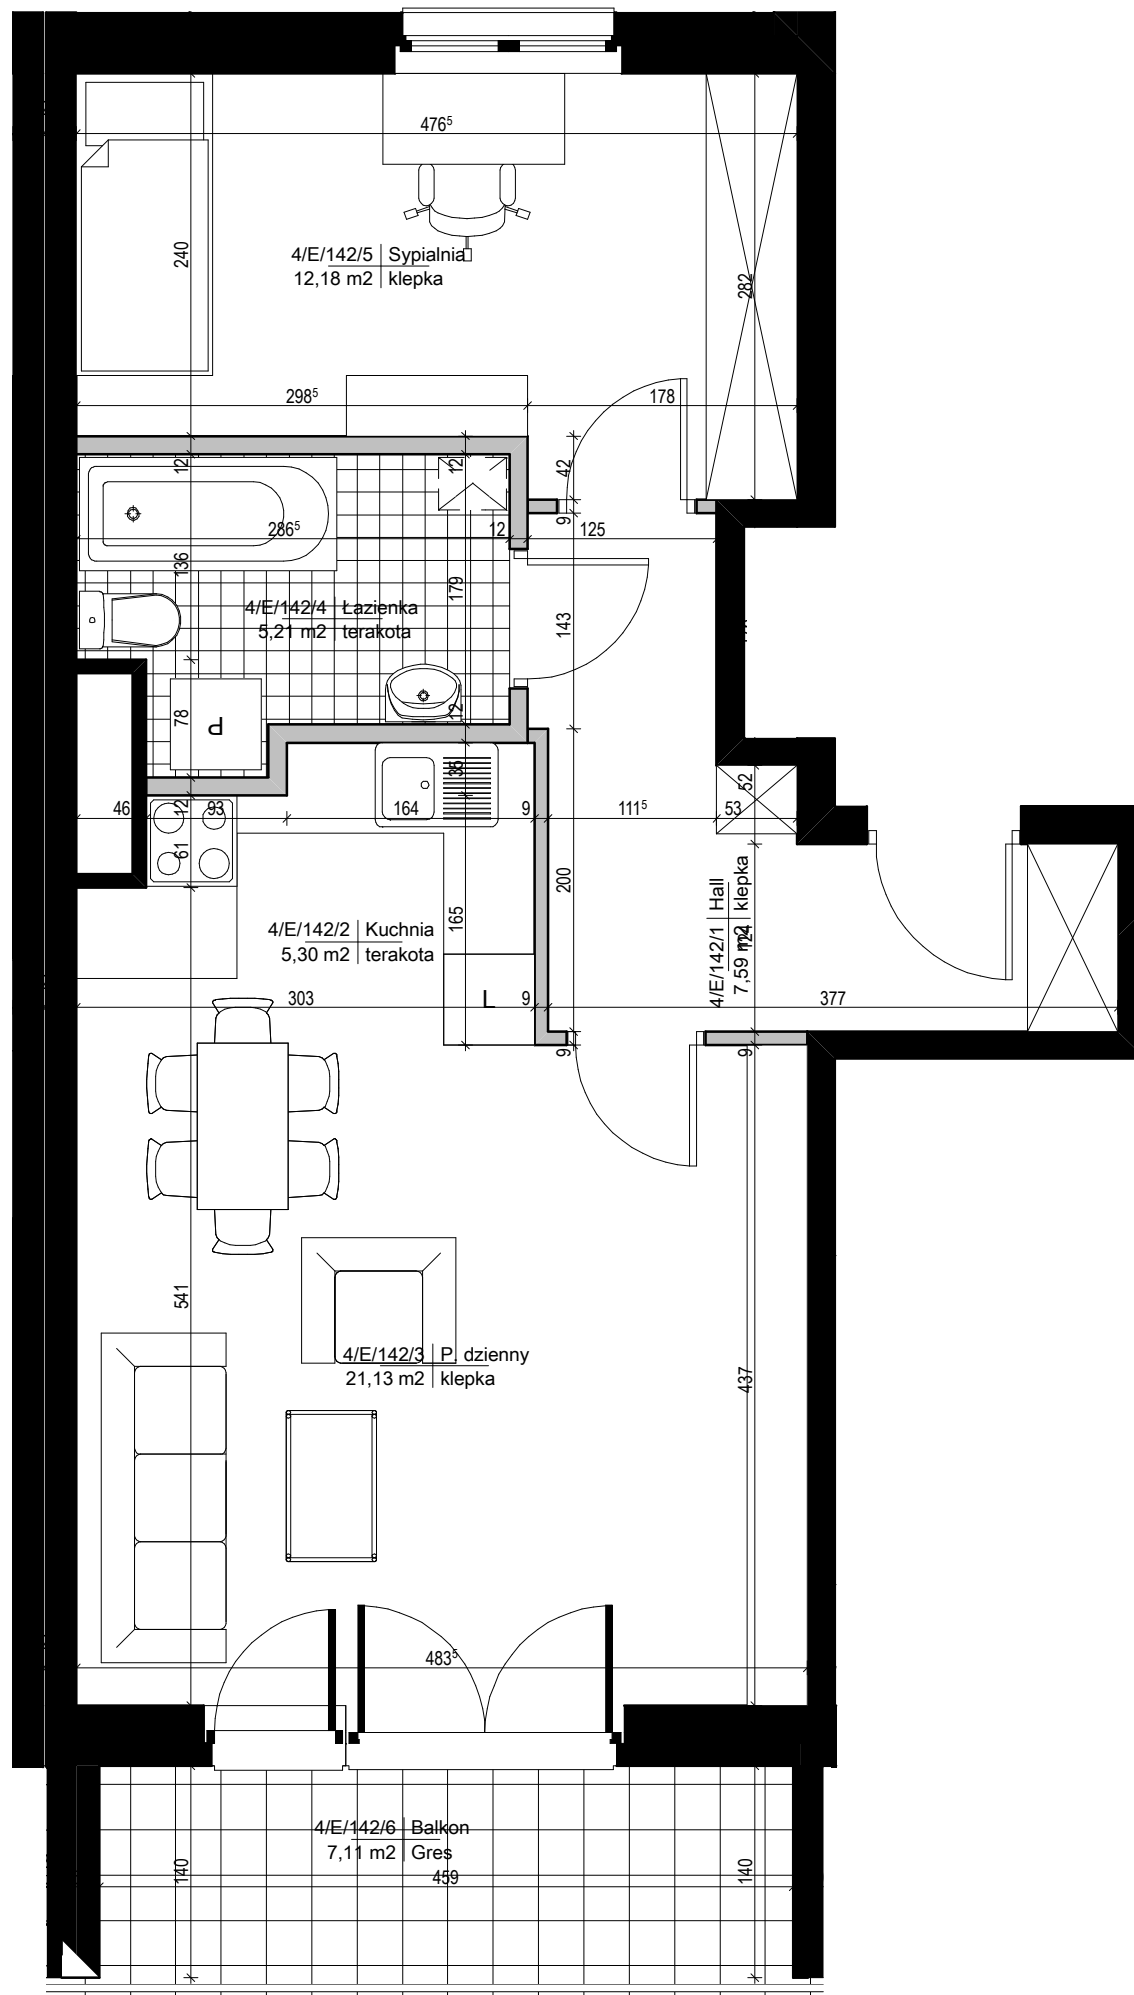 476⁵
4/E/142/5 Sypialnia
12,18 m2 klepka
240
282
298⁵
178
12
12
42
9
286⁵
12
125
136
179
143
4/E/142/4 Łazienka
5,21 m2 terakota
P
78
12
35
52
46
12
93
164
9
111⁵
53
61
200
165
4/E/142/2 Kuchnia
5,30 m2 terakota
4/E/142/1 Hall
7,59 m2 klepka
124
303
L
9
377
9
9
541
4/E/142/3 P. dzienny
21,13 m2 klepka
437
483⁵
4/E/142/6 Balkon
7,11 m2 Gres
140
459
140